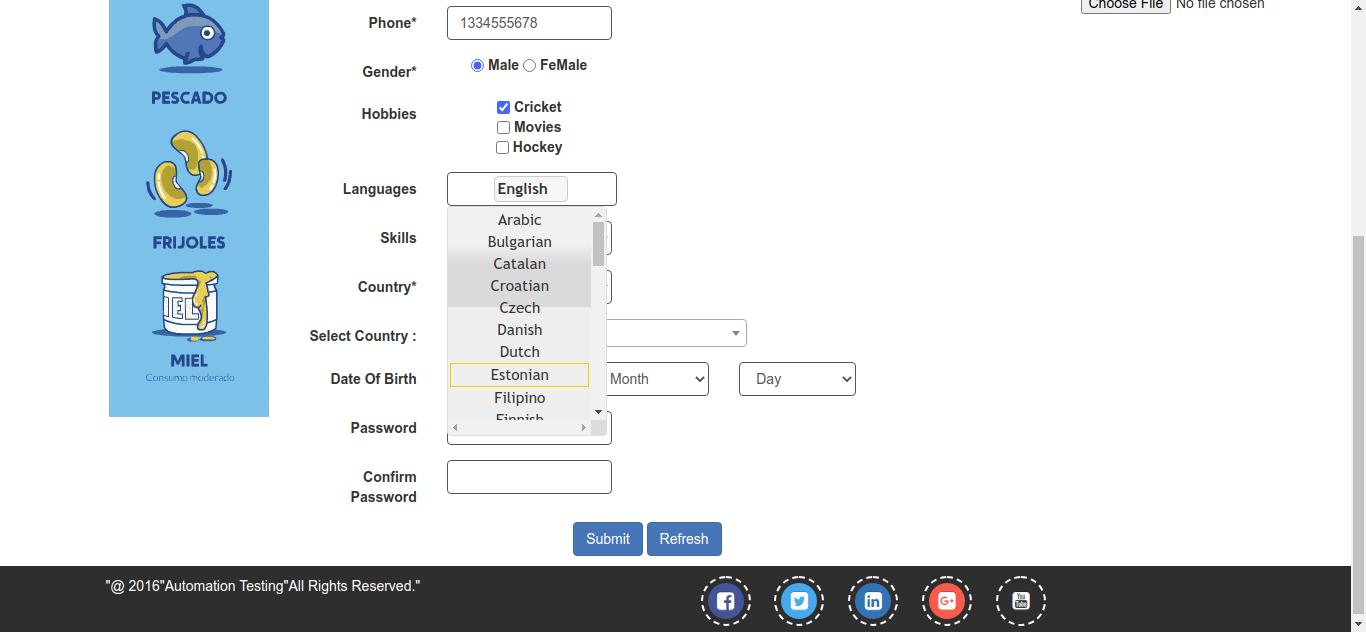 Choose File No file chosen
Phone* 1334555678
Gender* Male FeMale
Hobbies Cricket
Movies
Hockey
Languages English
Arabic
Bulgarian
Catalan
Croatian
Czech
Danish
Dutch
Estonian
Filipino
Finnish
Skills
Country*
Select Country :
Date Of Birth Month Day
Password
Confirm
Password
Submit Refresh
PESCADO
FRIJOLES
MIEL
MIEL
Consumo moderado
"@ 2016"Automation Testing"All Rights Reserved."
f in G+ You
Tube